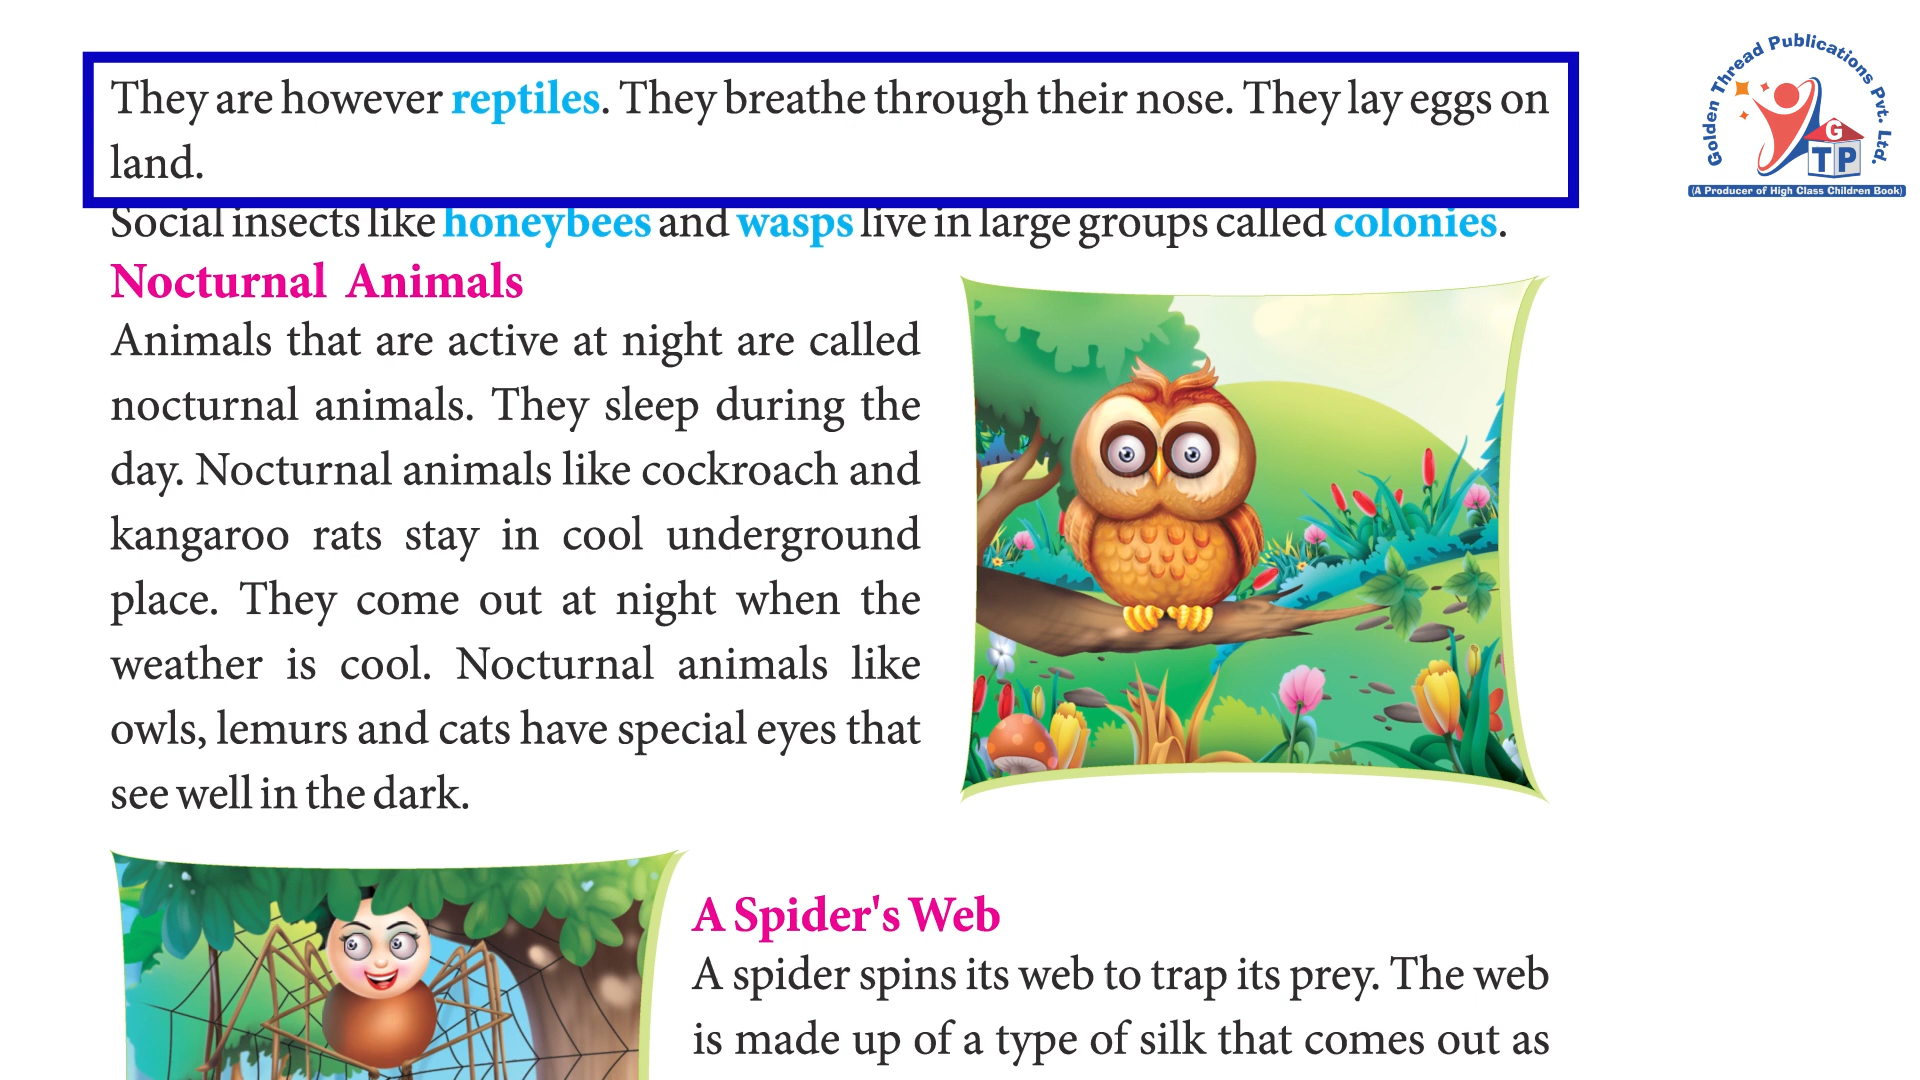 They are however reptiles. They breathe through their nose. They lay eggs on
land.
Social insects like honeybees and wasps live in large groups called colonies.
Nocturnal Animals
Animals that are active at night are called
nocturnal animals. They sleep during the
day. Nocturnal animals like cockroach and
kangaroo rats stay in cool underground
place. They come out at night when the
weather is cool. Nocturnal animals like
owls, lemurs and cats have special eyes that
see well in the dark.
A Spider's Web
A spider spins its web to trap its prey. The web
is made up of a type of silk that comes out as
Golden Thread Publications Pvt. Ltd.
G
T P
(A Producer of High Class Children Book)